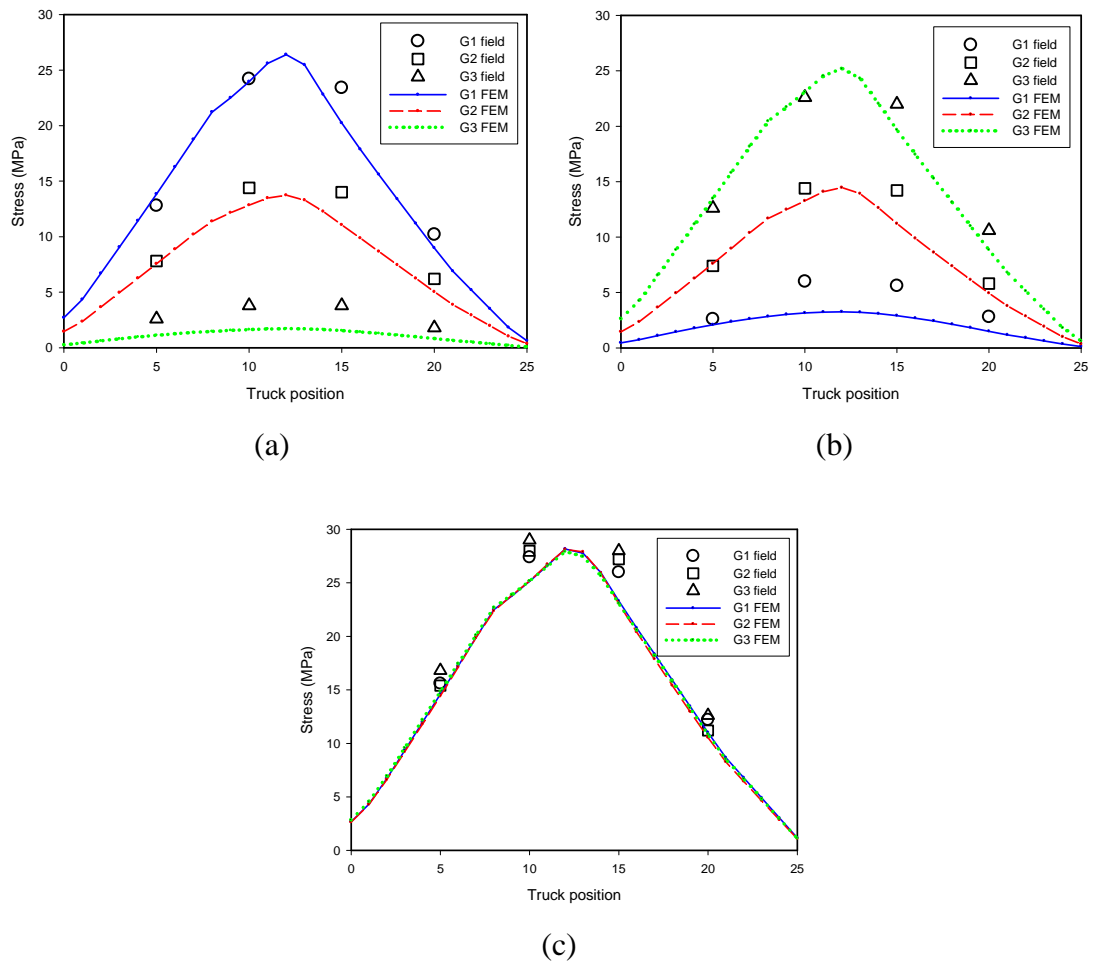 30
25
20
15
10
5
0
Stress (MPa)
0 5 10 15 20 25
Truck position
G1 field
G2 field
G3 field
G1 FEM
G2 FEM
G3 FEM
(a)
30
25
20
15
10
5
0
Stress (MPa)
0 5 10 15 20 25
Truck position
G1 field
G2 field
G3 field
G1 FEM
G2 FEM
G3 FEM
(b)
30
25
20
15
10
5
0
Stress (MPa)
0 5 10 15 20 25
Truck position
G1 field
G2 field
G3 field
G1 FEM
G2 FEM
G3 FEM
(c)